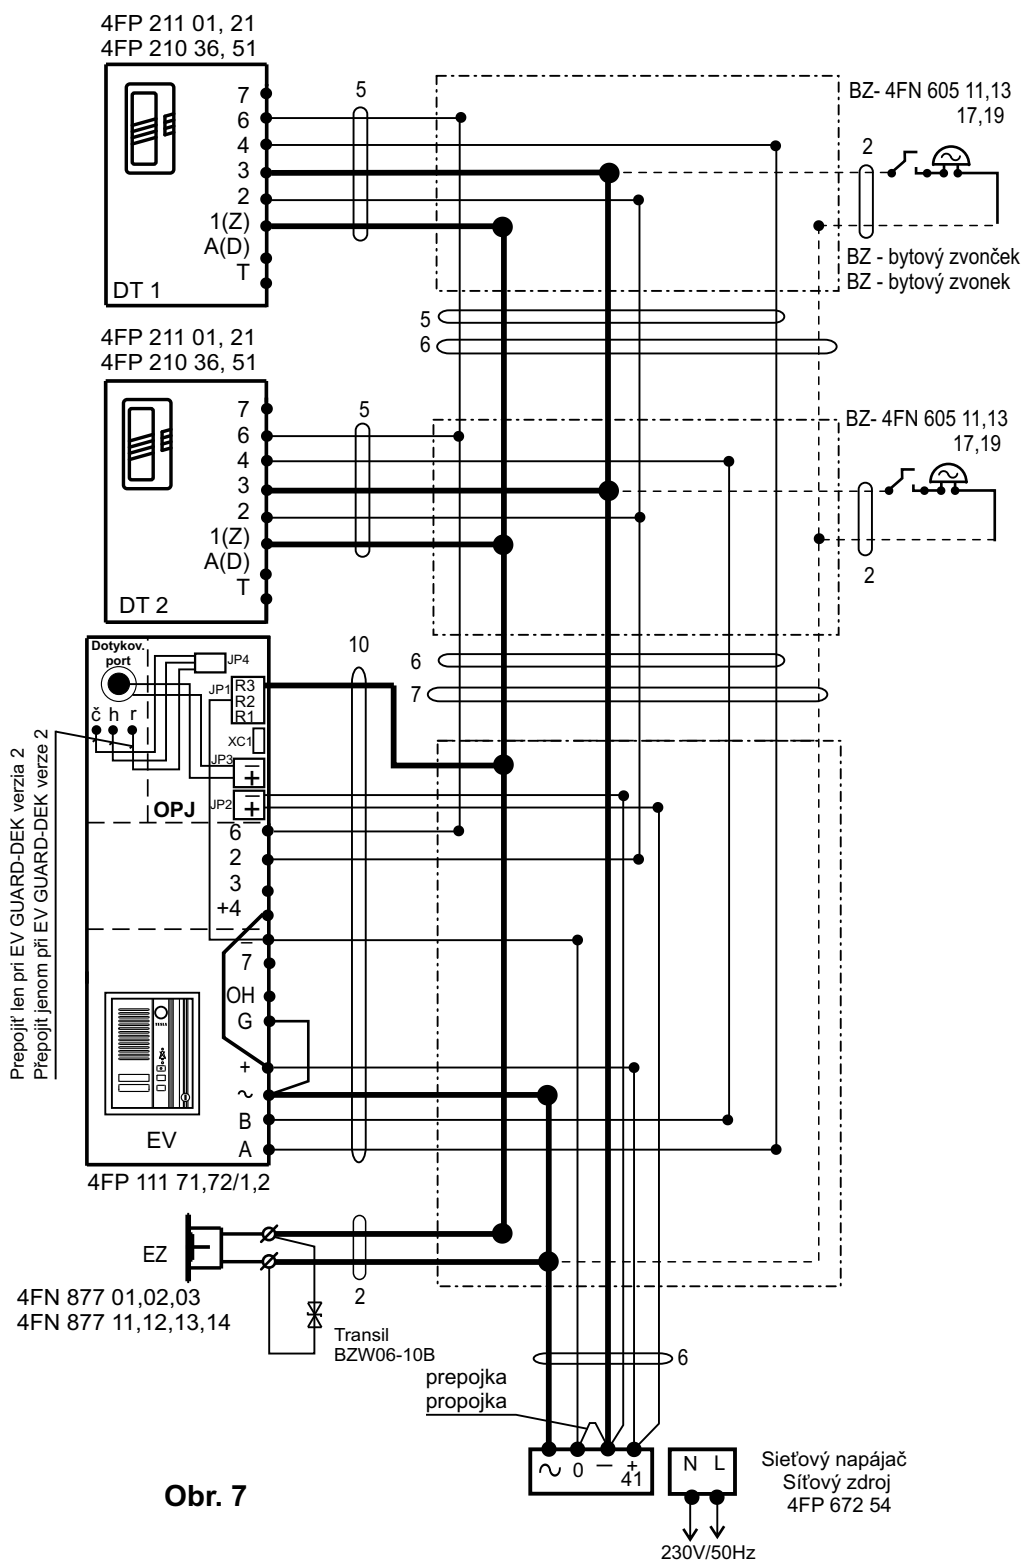 4FP 211 01, 21
4FP 210 36, 51
7
6
4
3
2
1(Z)
A(D)
T
DT 1
5
BZ- 4FN 605 11,13
17,19
2
BZ - bytový zvonček
BZ - bytový zvonek
5
6
4FP 211 01, 21
4FP 210 36, 51
7
6
4
3
2
1(Z)
A(D)
T
DT 2
5
BZ- 4FN 605 11,13
17,19
2
6
7
10
Dotykov.
port
JP4
JP1
R3
R2
R1
č h r
XC1
JP3
– +
JP2
– +
OPJ
6
2
3
+4
–
7
OH
G
+
~
B
A
EV
4FP 111 71,72/1,2
Prepojiť len pri EV GUARD-DEK verzia 2
Přepojit jenom při EV GUARD-DEK verze 2
EZ
4FN 877 01,02,03
4FN 877 11,12,13,14
2
Transil
BZW06-10B
6
prepojka
propojka
~ 0 – +
41
N L
Sieťový napájač
Síťový zdroj
4FP 672 54
230V/50Hz
Obr. 7